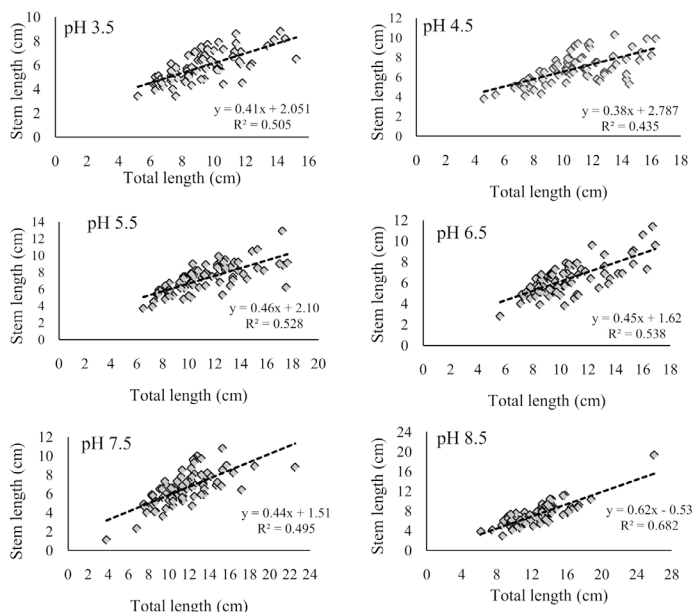 pH 3.5
Stem length (cm)
10
8
6
4
2
0
y = 0.41x + 2.051
R² = 0.505
0 2 4 6 8 10 12 14 16
Total length (cm)
pH 4.5
Stem length (cm)
12
10
8
6
4
2
0
y = 0.38x + 2.787
R² = 0.435
0 2 4 6 8 10 12 14 16 18
Total length (cm)
pH 5.5
Stem length (cm)
14
12
10
8
6
4
2
0
y = 0.46x + 2.10
R² = 0.528
0 2 4 6 8 10 12 14 16 18 20
Total length (cm)
pH 6.5
Stem length (cm)
12
10
8
6
4
2
0
y = 0.45x + 1.62
R² = 0.538
0 2 4 6 8 10 12 14 16 18
Total length (cm)
pH 7.5
Stem length (cm)
12
10
8
6
4
2
0
y = 0.44x + 1.51
R² = 0.495
0 2 4 6 8 10 12 14 16 18 20 22 24
Total length (cm)
pH 8.5
Stem length (cm)
24
20
16
12
8
4
0
y = 0.62x - 0.53
R² = 0.682
0 4 8 12 16 20 24 28
Total length (cm)